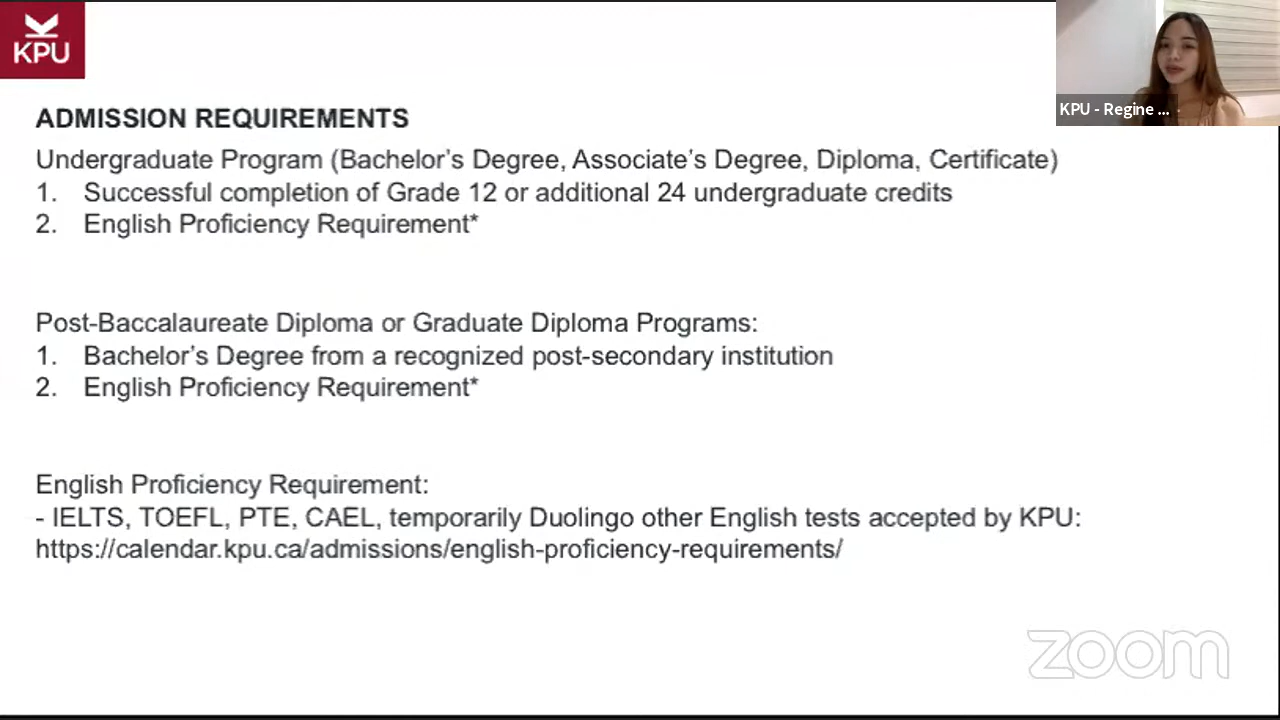 KPU
KPU - Regine ...
ADMISSION REQUIREMENTS
Undergraduate Program (Bachelor's Degree, Associate's Degree, Diploma, Certificate)
1. Successful completion of Grade 12 or additional 24 undergraduate credits
2. English Proficiency Requirement*
Post-Baccalaureate Diploma or Graduate Diploma Programs:
1. Bachelor's Degree from a recognized post-secondary institution
2. English Proficiency Requirement*
English Proficiency Requirement:
- IELTS, TOEFL, PTE, CAEL, temporarily Duolingo other English tests accepted by KPU:
https://calendar.kpu.ca/admissions/english-proficiency-requirements/
zoom